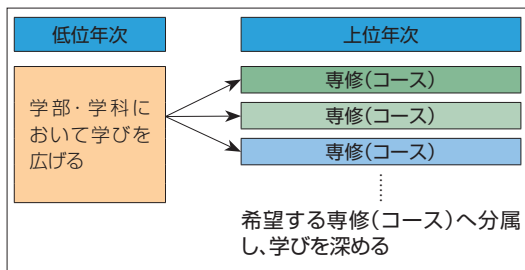 低位年次
上位年次
学部・学科に
おいて学びを
広げる
専修(コース)
専修(コース)
専修(コース)
……
希望する専修(コース)へ分属
し、学びを深める